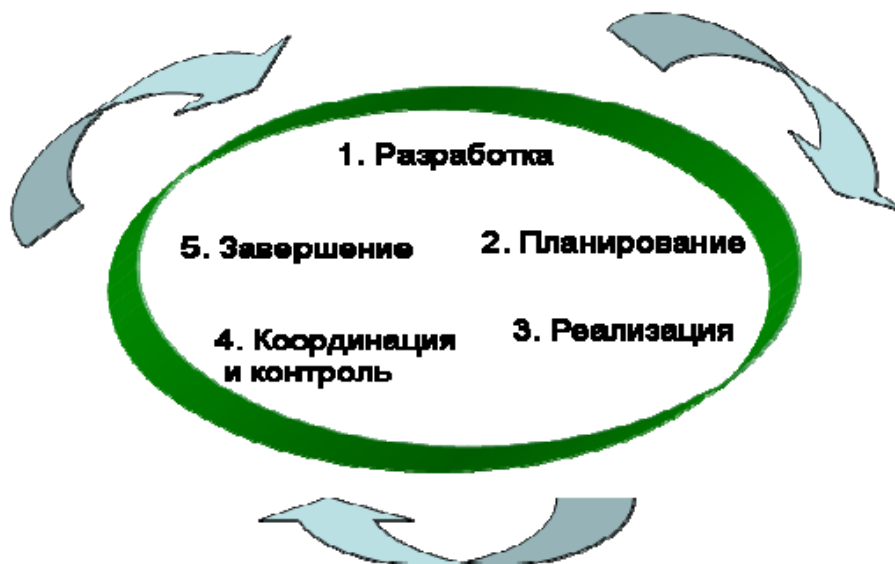 1. Разработка
5. Завершение
2. Планирование
3. Реализация
4. Координация
и контроль